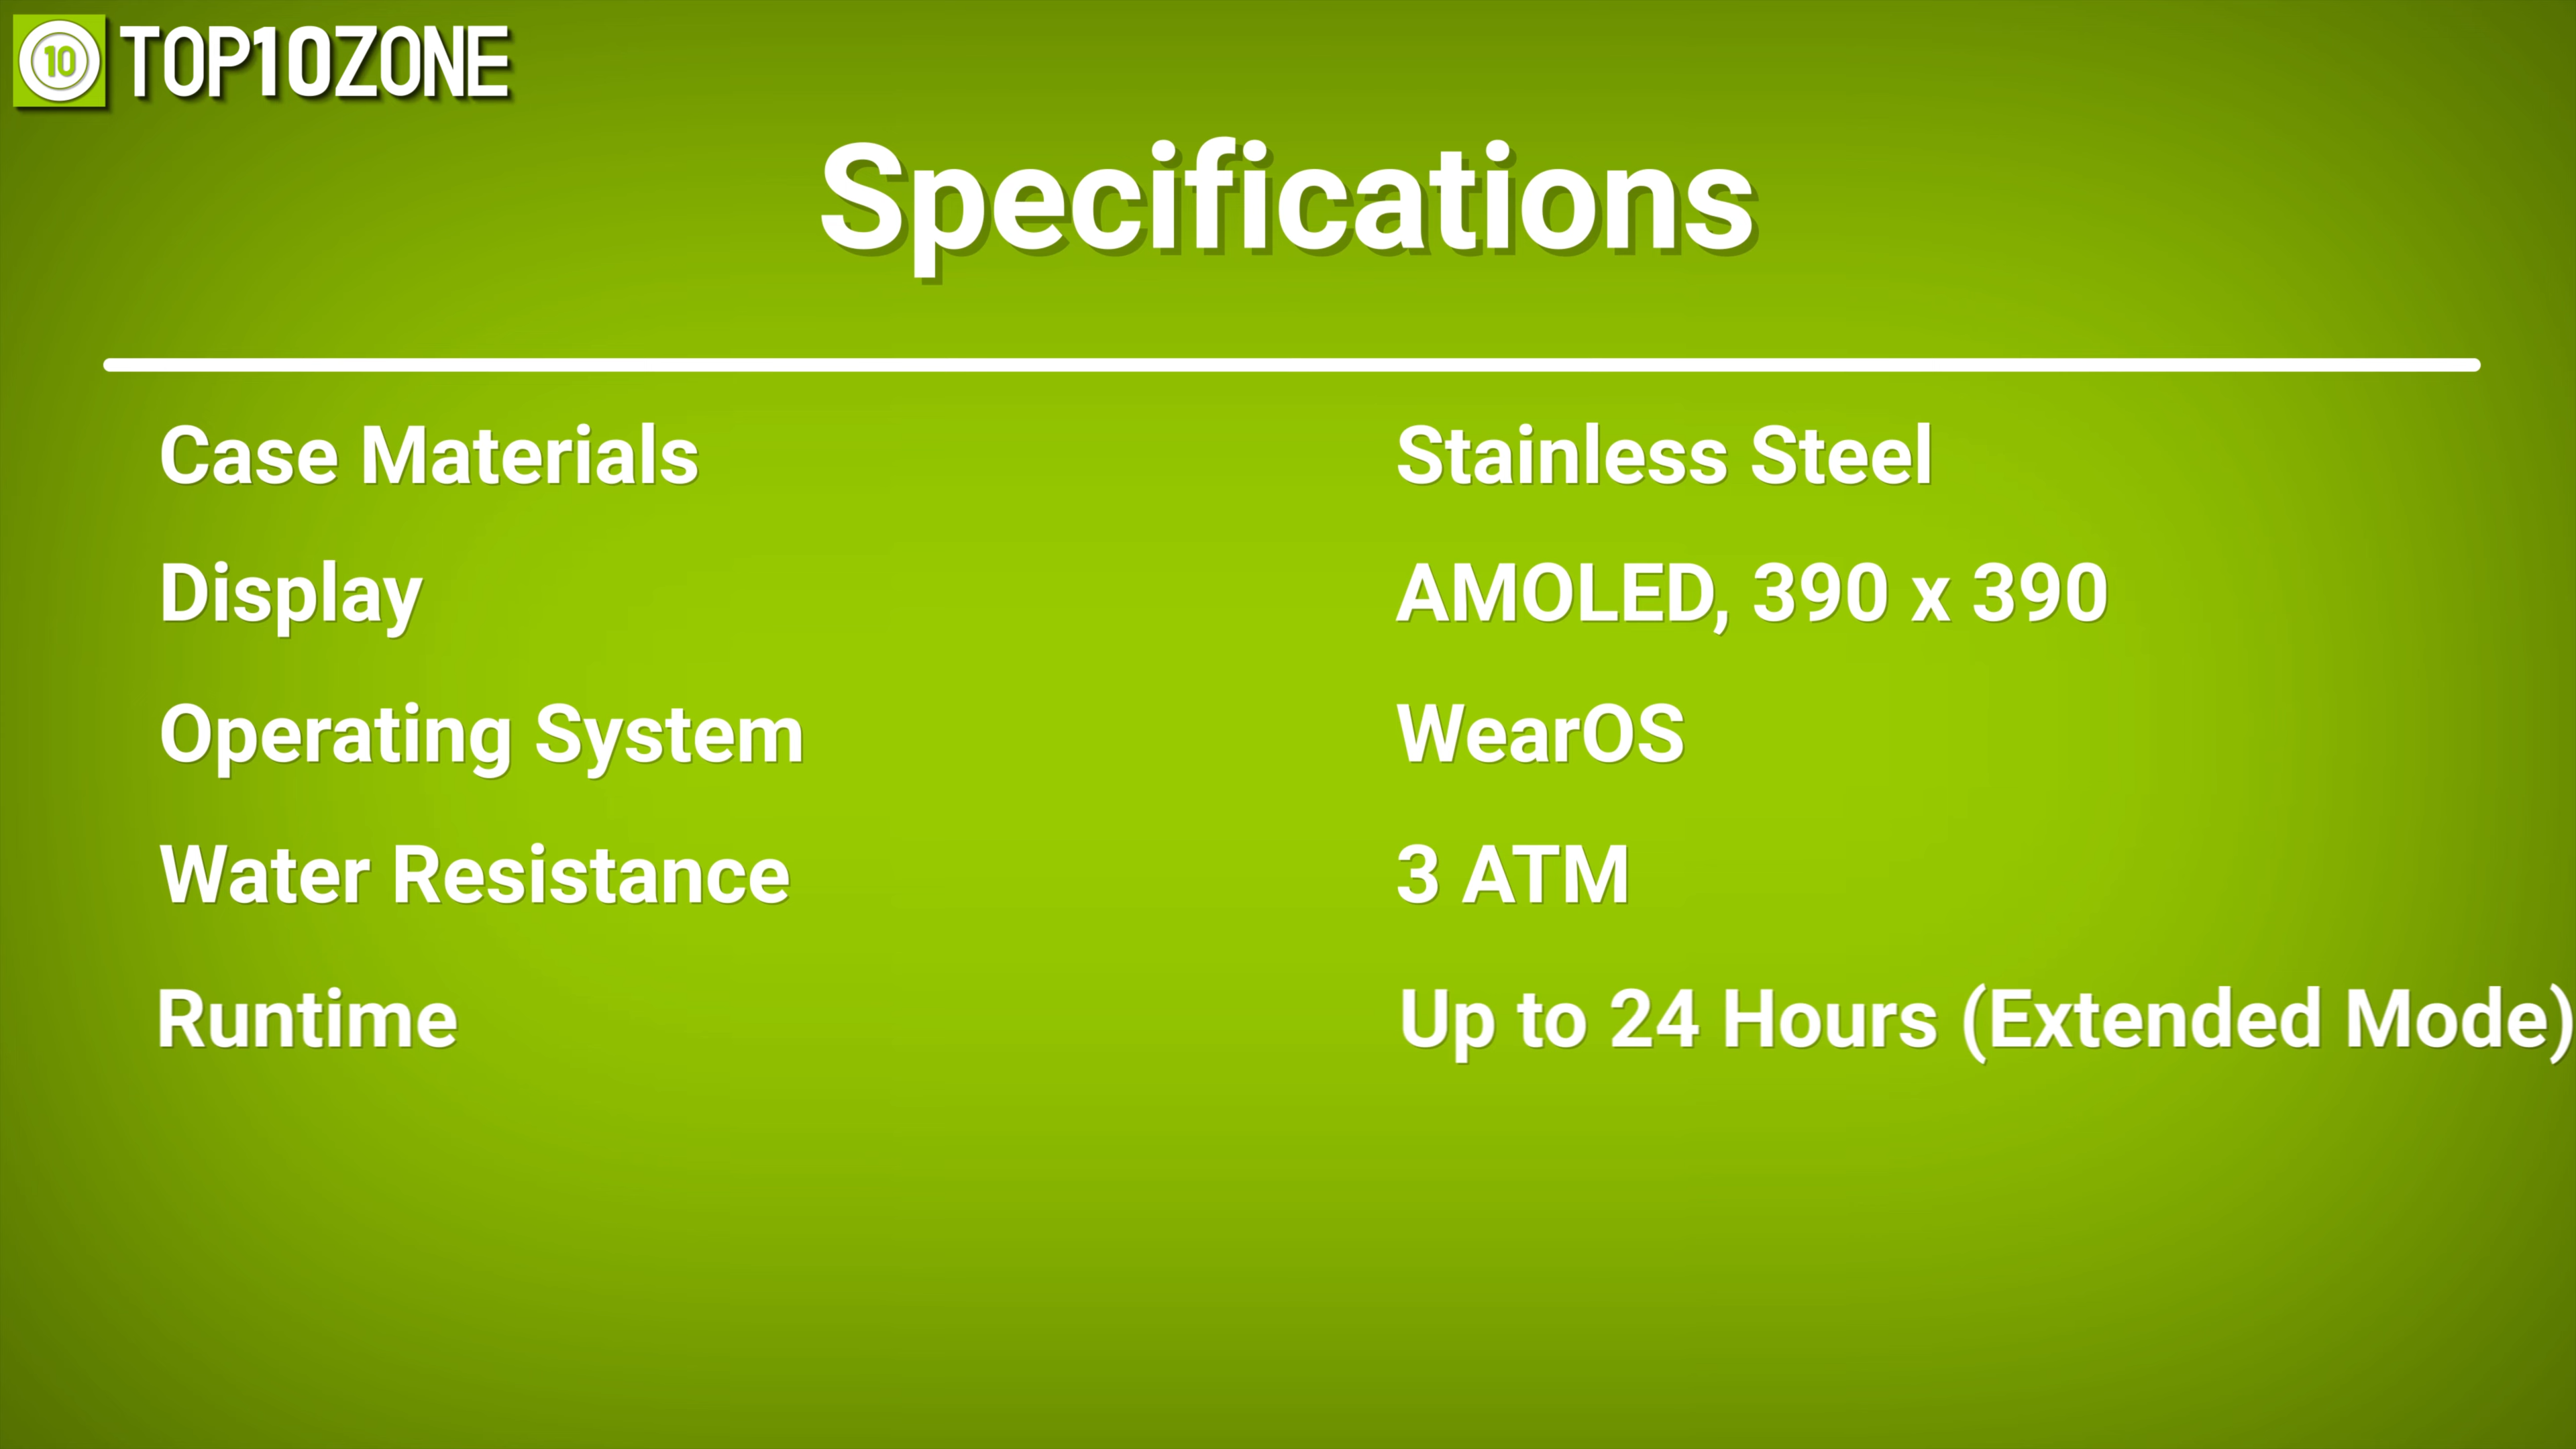 10 TOP10ZONE
Specifications
Case Materials Stainless Steel
Display AMOLED, 390 x 390
Operating System WearOS
Water Resistance 3 ATM
Runtime Up to 24 Hours (Extended Mode)